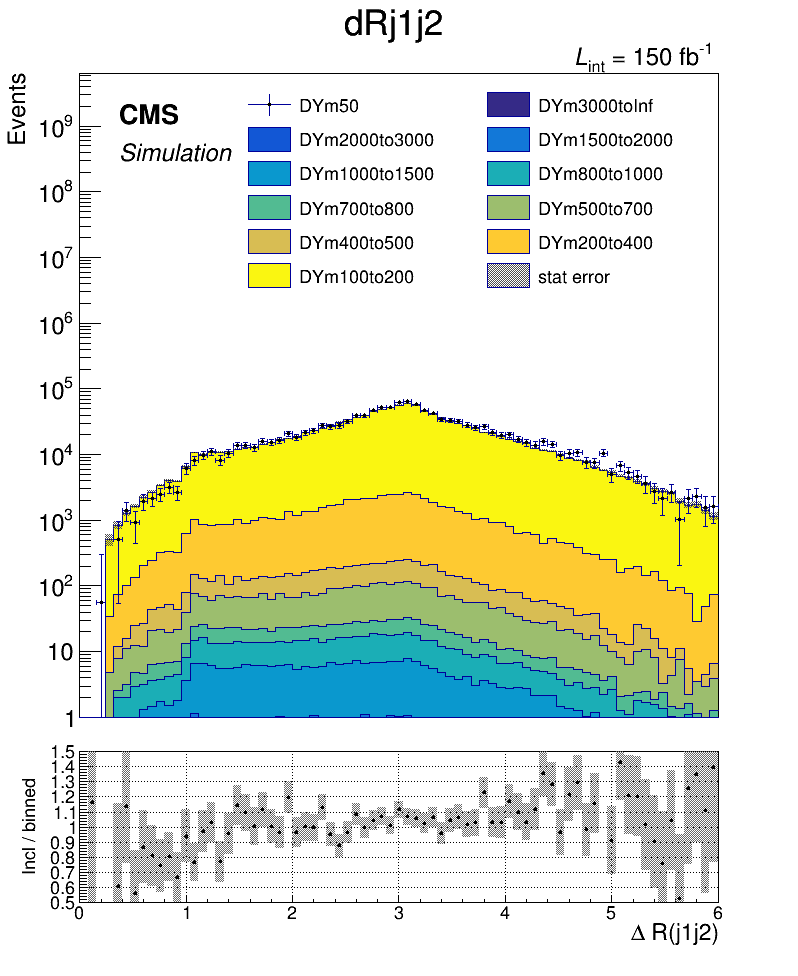 dRj1j2
Lint = 150 fb-1
Events
CMS
Simulation
DYm50
DYm3000toInf
DYm2000to3000
DYm1500to2000
DYm1000to1500
DYm800to1000
DYm700to800
DYm500to700
DYm400to500
DYm200to400
DYm100to200
stat error
10^9
10^8
10^7
10^6
10^5
10^4
10^3
10^2
10
1
Incl / binned
1.5
1.4
1.3
1.2
1.1
1
0.9
0.8
0.7
0.6
0.5
0 1 2 3 4 5 6
Δ R(j1j2)